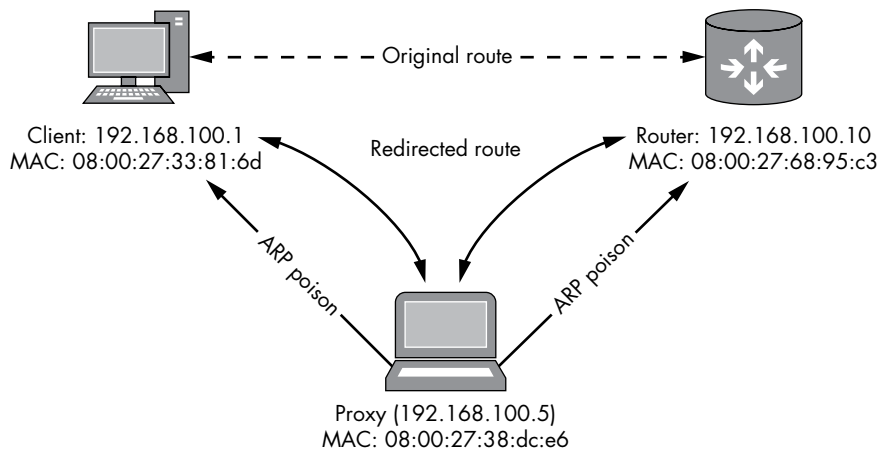 Original route
Client: 192.168.100.1
MAC: 08:00:27:33:81:6d
Redirected route
Router: 192.168.100.10
MAC: 08:00:27:68:95:c3
ARP poison
ARP poison
Proxy (192.168.100.5)
MAC: 08:00:27:38:dc:e6